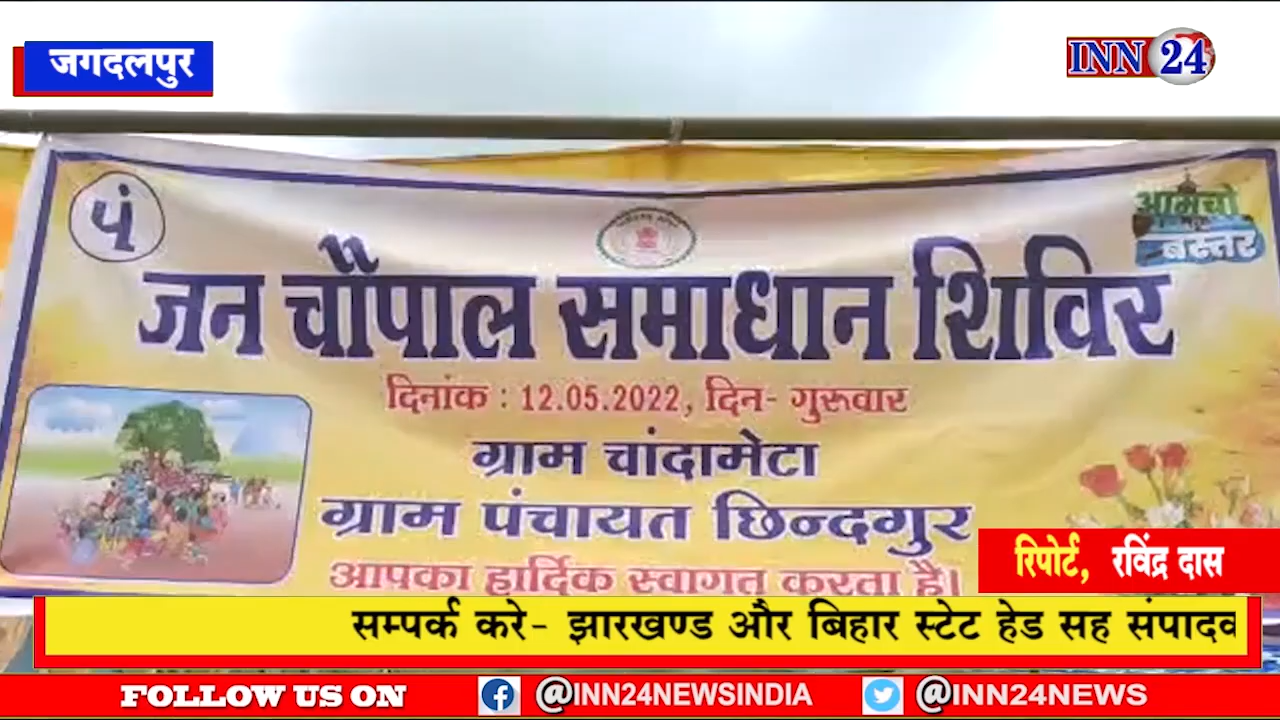 जगदलपुर
INN 24
पं
आमचो
बस्तर
जन चौपाल समाधान शिविर
दिनांक : 12.05.2022, दिन- गुरूवार
ग्राम चांदामेटा
ग्राम पंचायत छिन्दगुर
आपका हार्दिक स्वागत करता है।
रिपोर्ट, रविंद्र दास
सम्पर्क करे- झारखण्ड और बिहार स्टेट हेड सह
FOLLOW US ON @INN24NEWSINDIA @INN24NEWS